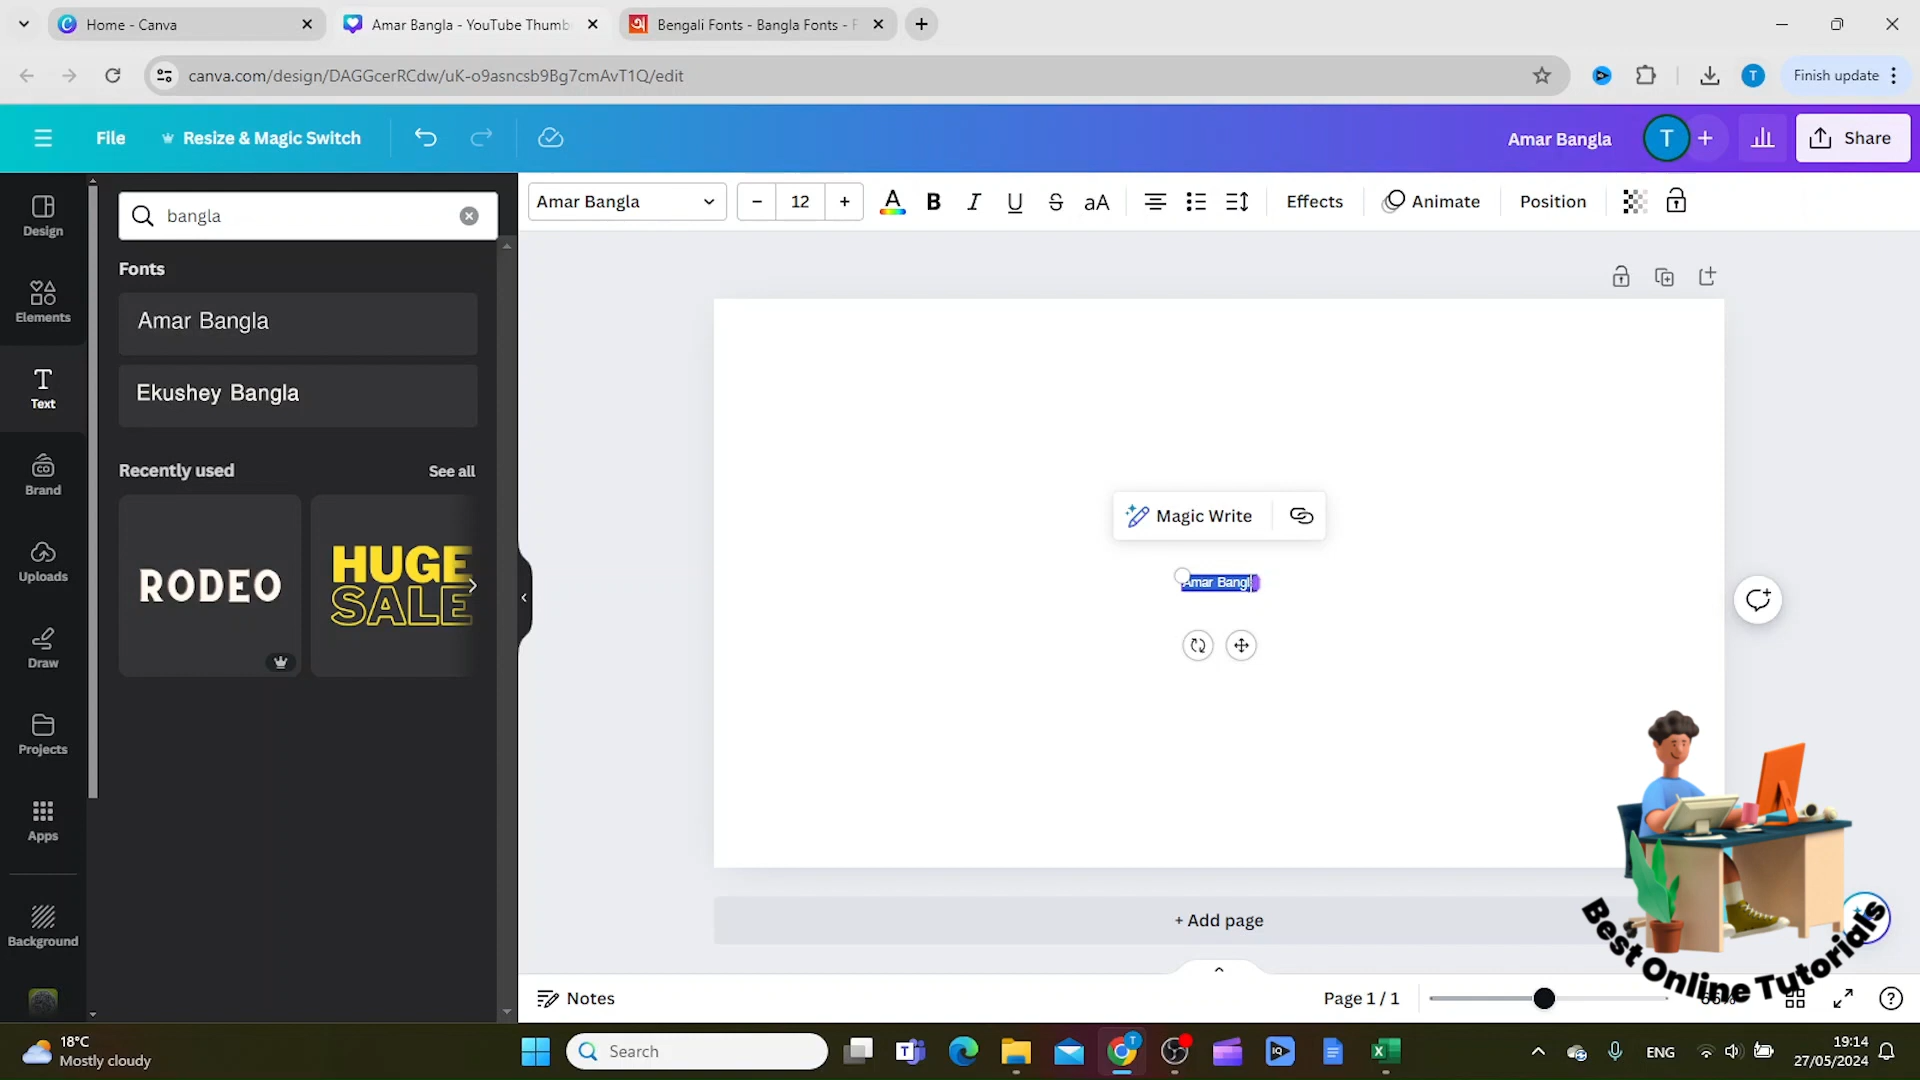 Home - Canva
Amar Bangla - YouTube Thumb
Bengali Fonts - Bangla Fonts - F
canva.com/design/DAGGcerRCdw/uK-o9asncsb9Bg7cmAvT1Q/edit
T
Finish update
File
Resize & Magic Switch
Amar Bangla
T
Share
bangla
Amar Bangla
12
B
I
U
S
aA
Effects
Animate
Position
Design
Elements
Text
Brand
Uploads
Draw
Projects
Apps
Background
Fonts
Amar Bangla
Ekushey Bangla
Recently used
See all
RODEO
HUGE
SALE
Magic Write
Amar Bangl
+ Add page
Best Online Tutorials
Notes
Page 1 / 1
18°C
Mostly cloudy
Search
ENG
19:14
27/05/2024